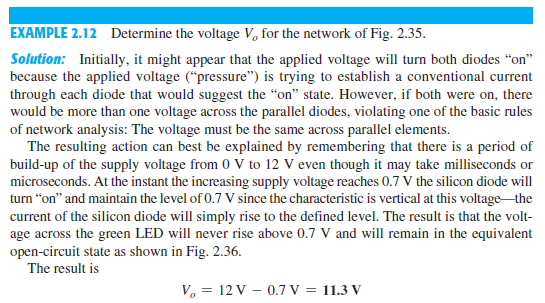 EXAMPLE 2.12 Determine the voltage Vo for the network of Fig. 2.35.
Solution: Initially, it might appear that the applied voltage will turn both diodes “on”
because the applied voltage (“pressure”) is trying to establish a conventional current
through each diode that would suggest the “on” state. However, if both were on, there
would be more than one voltage across the parallel diodes, violating one of the basic rules
of network analysis: The voltage must be the same across parallel elements.
The resulting action can best be explained by remembering that there is a period of
build-up of the supply voltage from 0 V to 12 V even though it may take milliseconds or
microseconds. At the instant the increasing supply voltage reaches 0.7 V the silicon diode will
turn “on” and maintain the level of 0.7 V since the characteristic is vertical at this voltage—the
current of the silicon diode will simply rise to the defined level. The result is that the volt-
age across the green LED will never rise above 0.7 V and will remain in the equivalent
open-circuit state as shown in Fig. 2.36.
The result is
Vo = 12 V − 0.7 V = 11.3 V